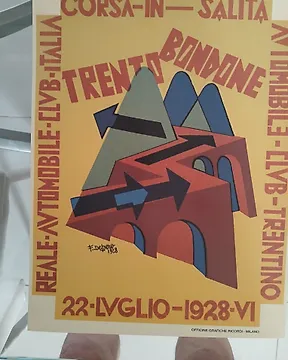 CORSA-IN-SALITA
TRENTO
BONDONE
REALE-AVTOMOBILE-CLVB-ITALIA
AVTOMOBILE-CLVB-TRENTINO
22-LVGLIO-1928-VI
OFFICINE GRAFICHE RICORDI - MILANO